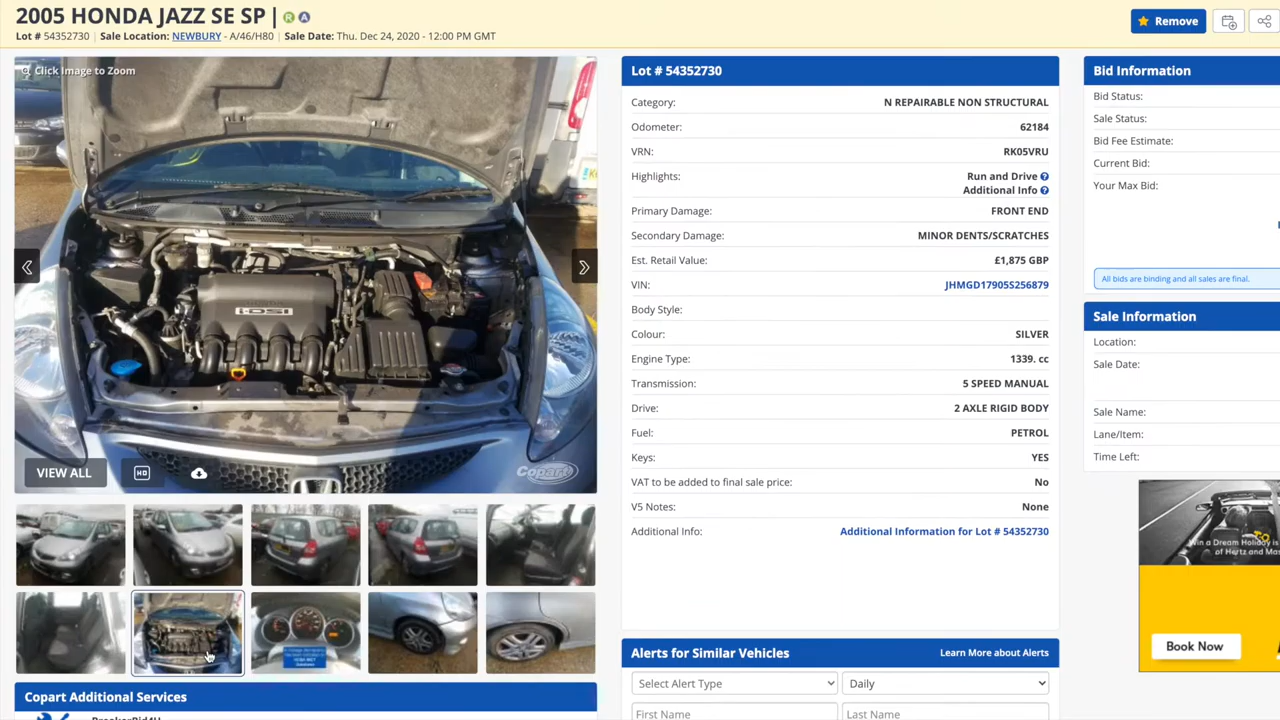 2005 HONDA JAZZ SE SP | R A
Lot # 54352730 | Sale Location: NEWBURY - A/46/H80 | Sale Date: Thu. Dec 24, 2020 - 12:00 PM GMT
Remove
Click Image to Zoom
i-DSI
VIEW ALL
HD
Copart
Copart Additional Services
Lot # 54352730
Category: N REPAIRABLE NON STRUCTURAL
Odometer: 62184
VRN: RK05VRU
Highlights: Run and Drive ?
Additional Info ?
Primary Damage: FRONT END
Secondary Damage: MINOR DENTS/SCRATCHES
Est. Retail Value: £1,875 GBP
VIN: JHMGD17905S256879
Body Style:
Colour: SILVER
Engine Type: 1339. cc
Transmission: 5 SPEED MANUAL
Drive: 2 AXLE RIGID BODY
Fuel: PETROL
Keys: YES
VAT to be added to final sale price: No
V5 Notes: None
Additional Info: Additional Information for Lot # 54352730
Alerts for Similar Vehicles Learn More about Alerts
Select Alert Type Daily
First Name Last Name
Bid Information
Bid Status:
Sale Status:
Bid Fee Estimate:
Current Bid:
Your Max Bid:
All bids are binding and all sales are final.
Sale Information
Location:
Sale Date:
Sale Name:
Lane/Item:
Time Left:
Win a Dream Holiday
of Hertz and
Book Now